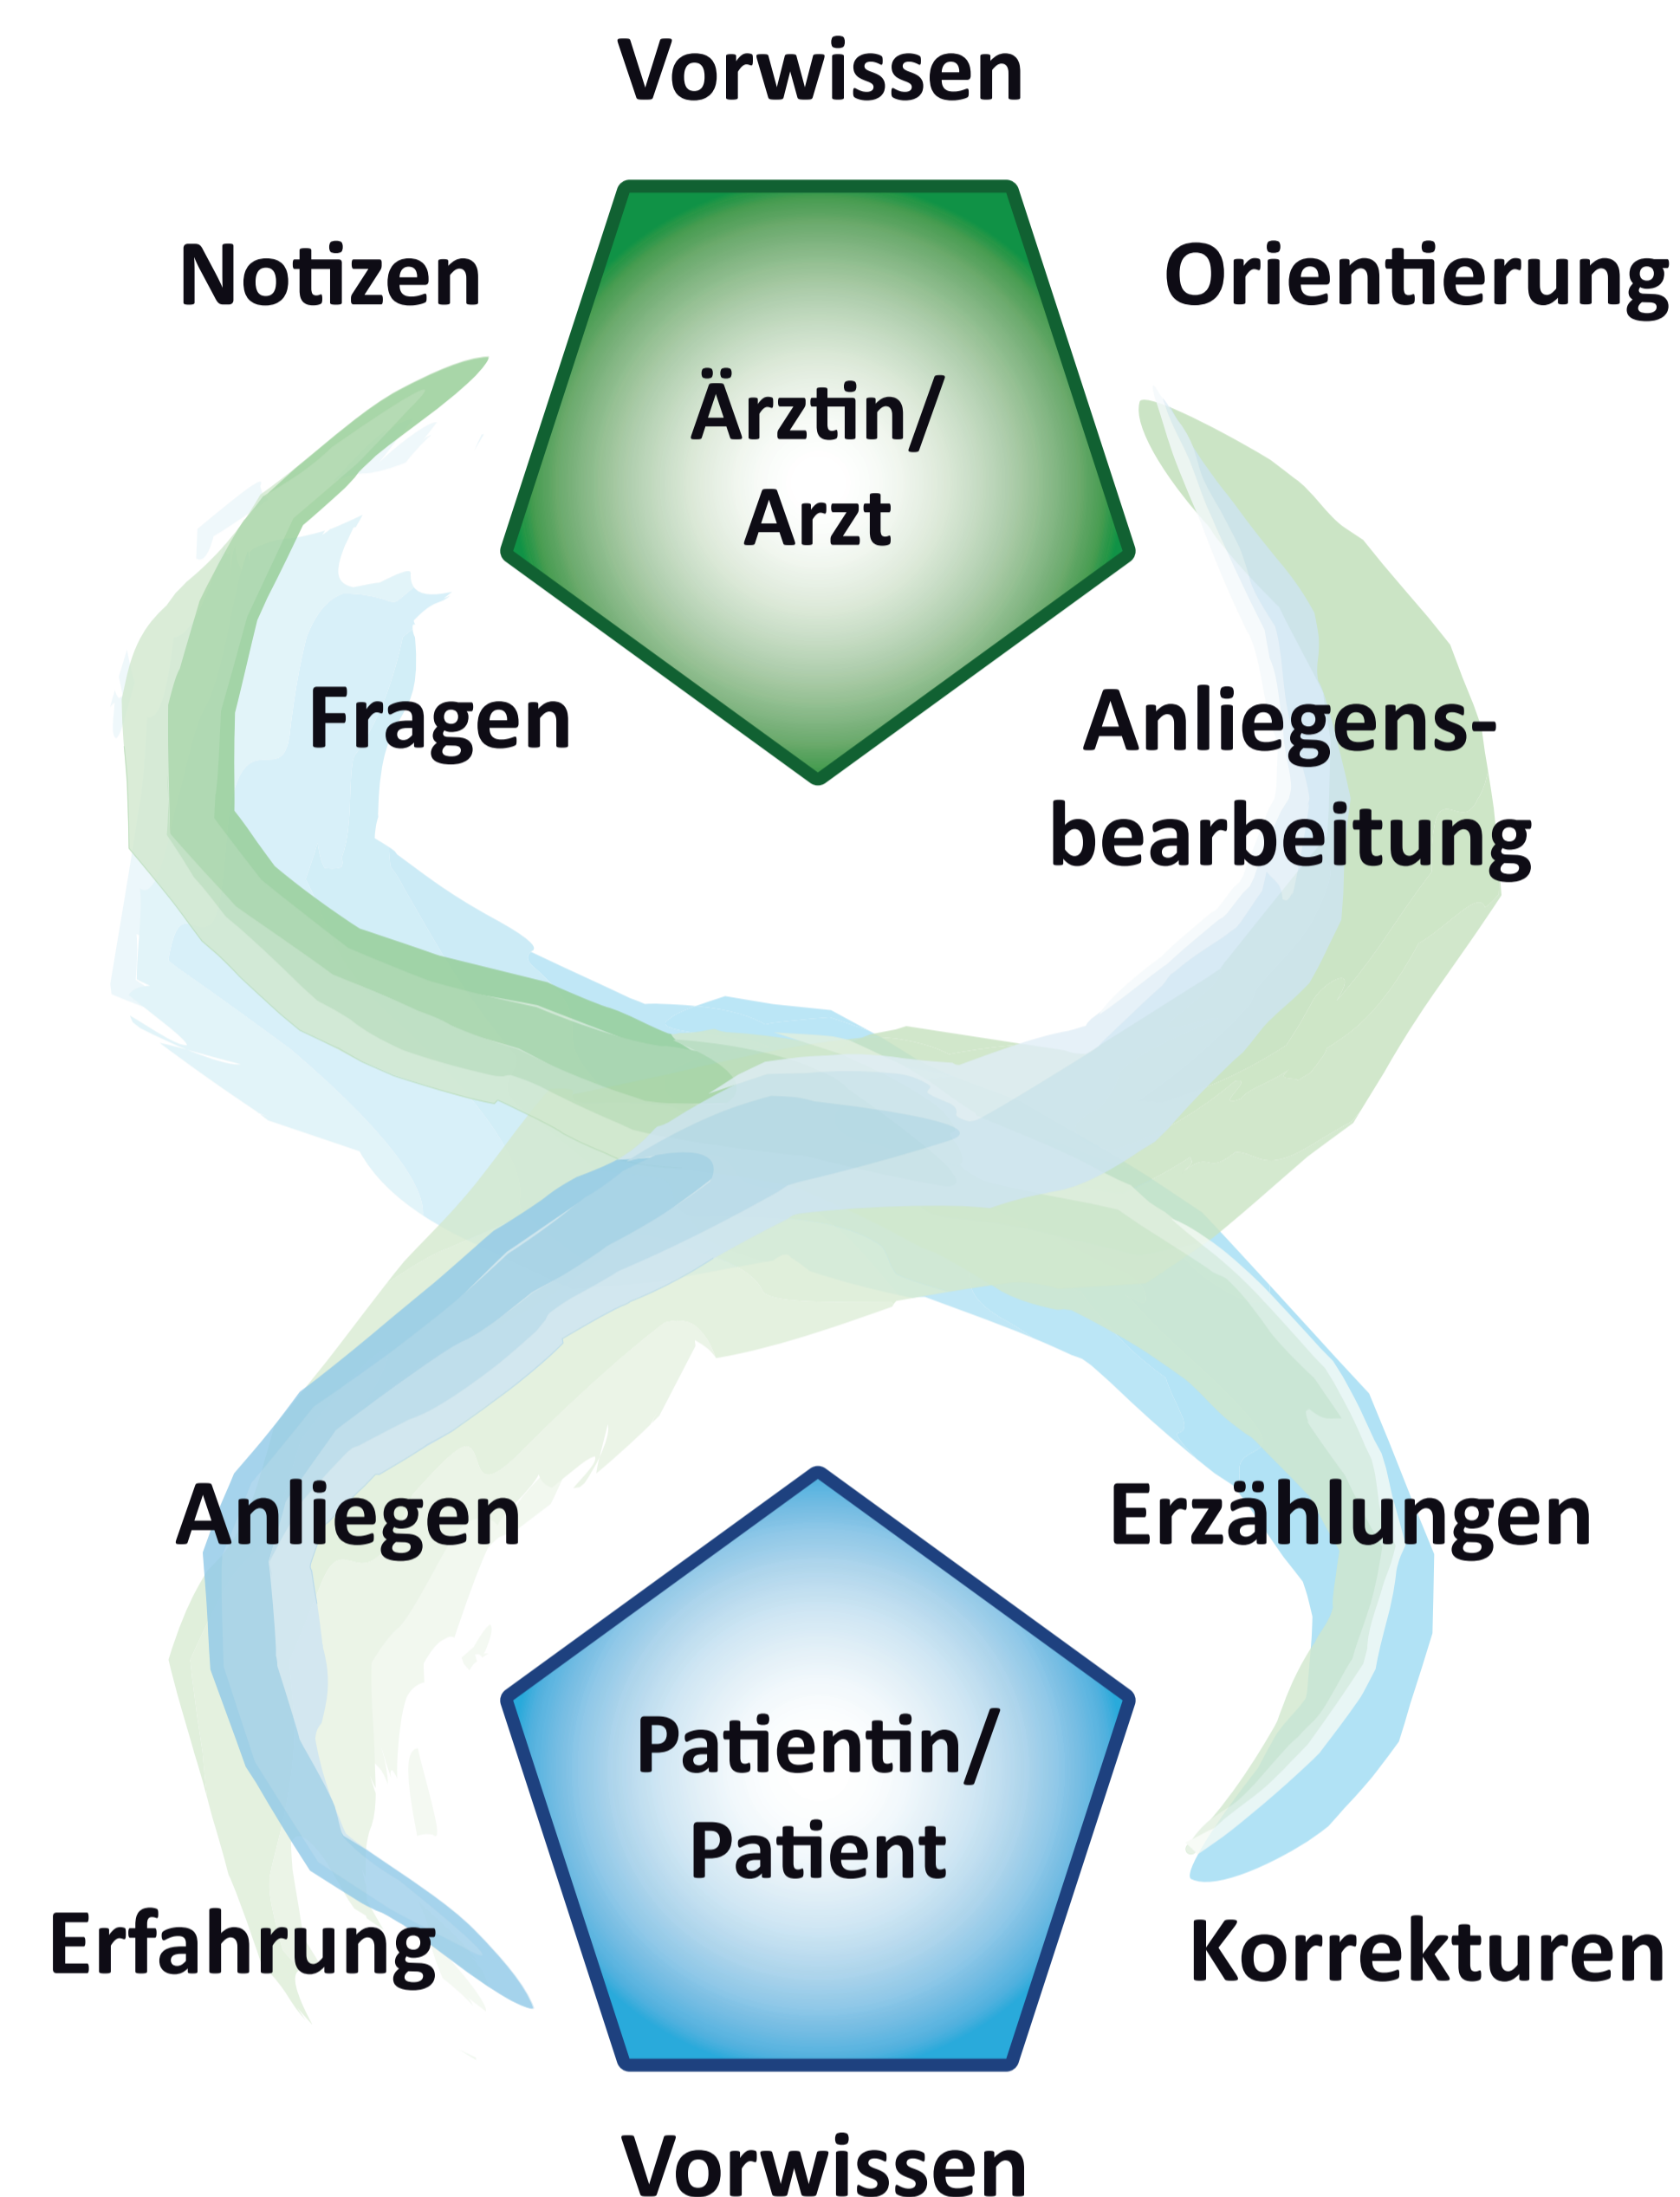 Vorwissen
Notizen
Orientierung
Ärztin/
Arzt
Fragen
Anliegens-
bearbeitung
Anliegen
Erzählungen
Patientin/
Patient
Erfahrung
Korrekturen
Vorwissen